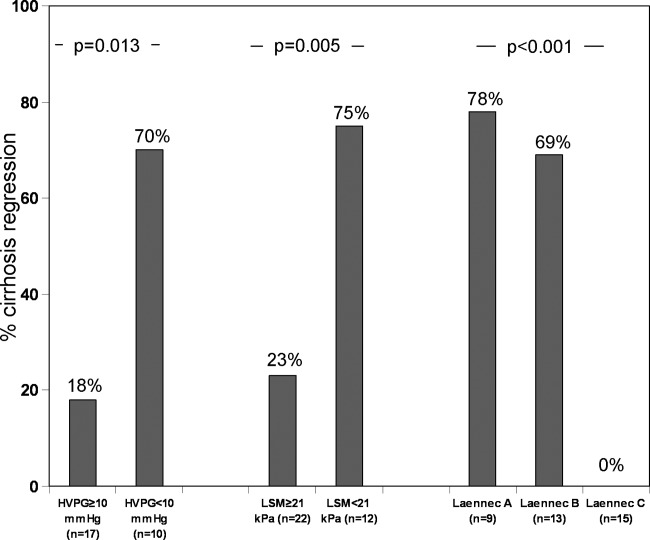 % cirrhosis regression
100
80
60
40
20
0
p=0.013
p=0.005
p<0.001
18%
70%
23%
75%
78%
69%
0%
HVPG≥10
mmHg
(n=17)
HVPG<10
mmHg
(n=10)
LSM≥21
kPa (n=22)
LSM<21
kPa (n=12)
Laennec A
(n=9)
Laennec B
(n=13)
Laennec C
(n=15)